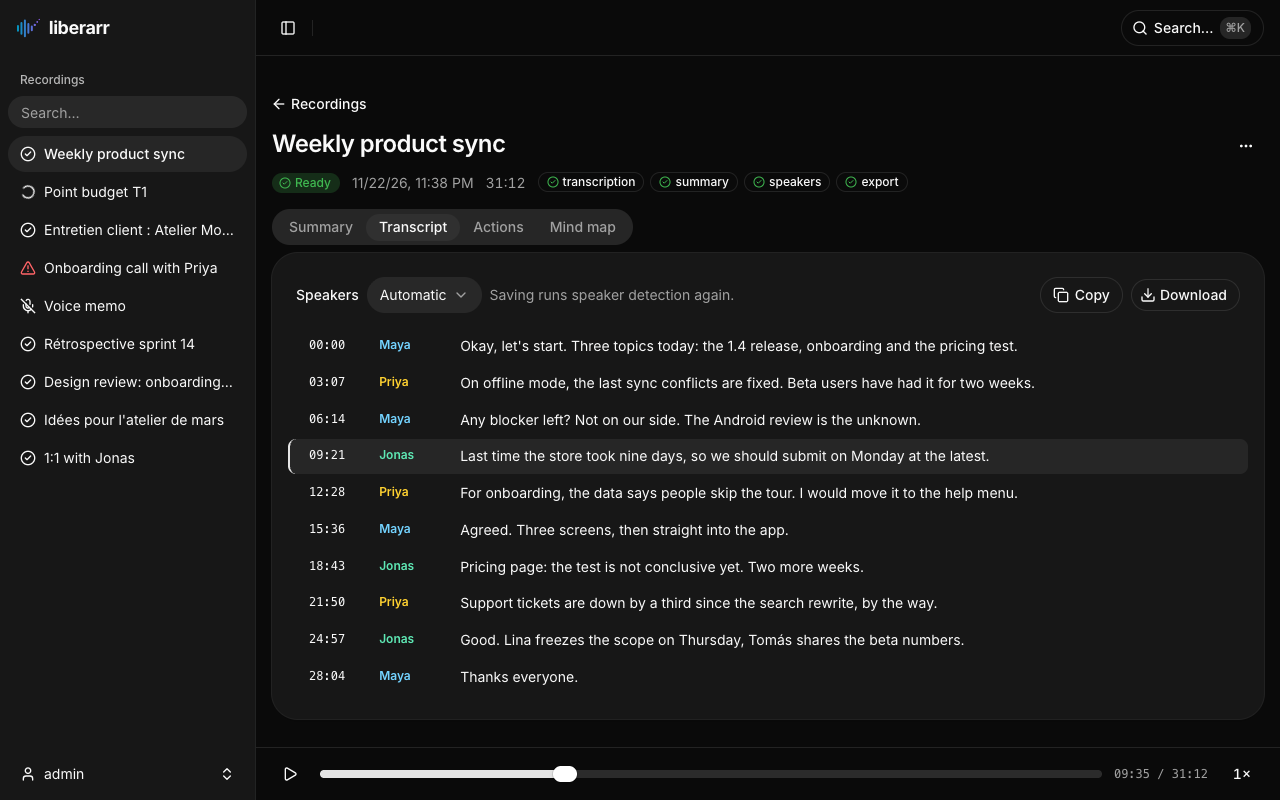 liberarr
Recordings
Search...
Weekly product sync
Point budget T1
Entretien client : Atelier Mo...
Onboarding call with Priya
Voice memo
Rétrospective sprint 14
Design review: onboarding...
Idées pour l'atelier de mars
1:1 with Jonas
admin
Search... ⌘K
Recordings
Weekly product sync
...
Ready 11/22/26, 11:38 PM 31:12 transcription summary speakers export
Summary Transcript Actions Mind map
Speakers Automatic Saving runs speaker detection again. Copy Download
00:00 Maya Okay, let's start. Three topics today: the 1.4 release, onboarding and the pricing test.
03:07 Priya On offline mode, the last sync conflicts are fixed. Beta users have had it for two weeks.
06:14 Maya Any blocker left? Not on our side. The Android review is the unknown.
09:21 Jonas Last time the store took nine days, so we should submit on Monday at the latest.
12:28 Priya For onboarding, the data says people skip the tour. I would move it to the help menu.
15:36 Maya Agreed. Three screens, then straight into the app.
18:43 Jonas Pricing page: the test is not conclusive yet. Two more weeks.
21:50 Priya Support tickets are down by a third since the search rewrite, by the way.
24:57 Jonas Good. Lina freezes the scope on Thursday, Tomás shares the beta numbers.
28:04 Maya Thanks everyone.
09:35 / 31:12 1×